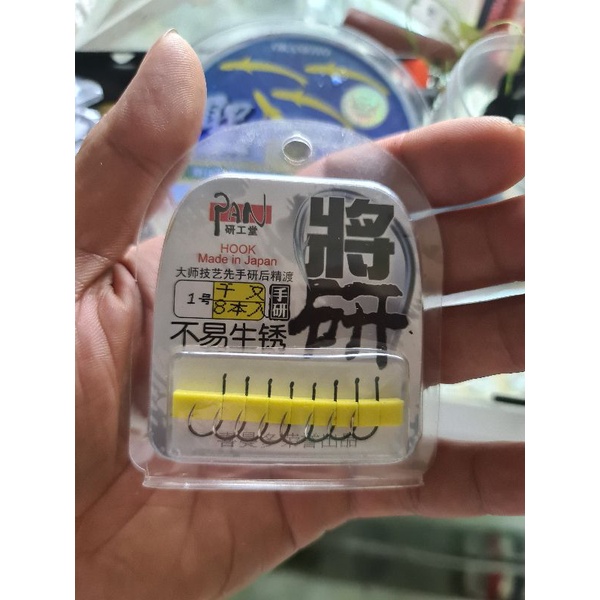 PAN
研工堂
HOOK
Made in Japan
大师技艺先手研后精渡
1号
千又
8本入
手研
不易生锈
將研